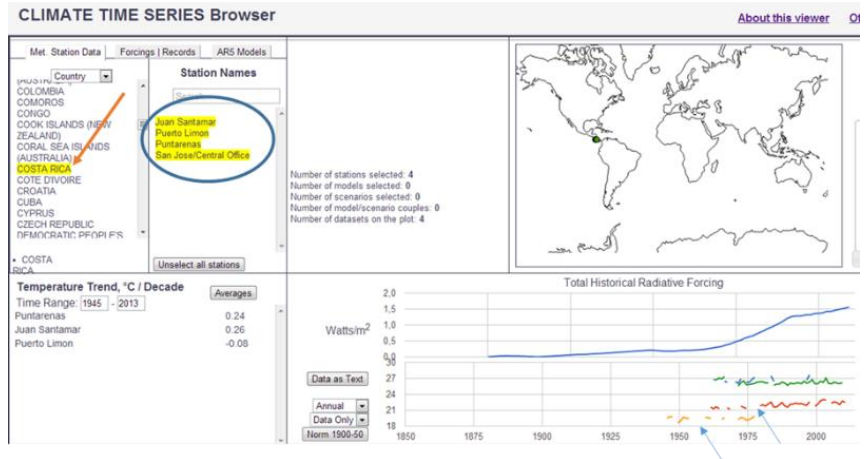 CLIMATE TIME SERIES Browser
About this viewer
Met. Station Data
Forcings | Records
AR5 Models
Country
COLOMBIA
COMOROS
CONGO
COOK ISLANDS (NEW
ZEALAND)
CORAL SEA ISLANDS
(AUSTRALIA)
COSTA RICA
COTE D'IVOIRE
CROATIA
CUBA
CYPRUS
CZECH REPUBLIC
DEMOCRATIC PEOPLE'S
• COSTA
RICA
Station Names
Juan Santamar
Puerto Limon
Puntarenas
San Jose/Central Office
Unselect all stations
Number of stations selected: 4
Number of models selected: 0
Number of scenarios selected: 0
Number of model/scenario couples: 0
Number of datasets on the plot: 4
Temperature Trend, °C / Decade
Time Range: 1945 - 2013
Averages
Puntarenas 0.24
Juan Santamar 0.26
Puerto Limon -0.08
Total Historical Radiative Forcing
Watts/m²
2,0
1,5
1,0
0,5
0,0
30
27
24
21
18
Data as Text
Annual
Data Only
Norm 1900-50
1850 1875 1900 1925 1950 1975 2000